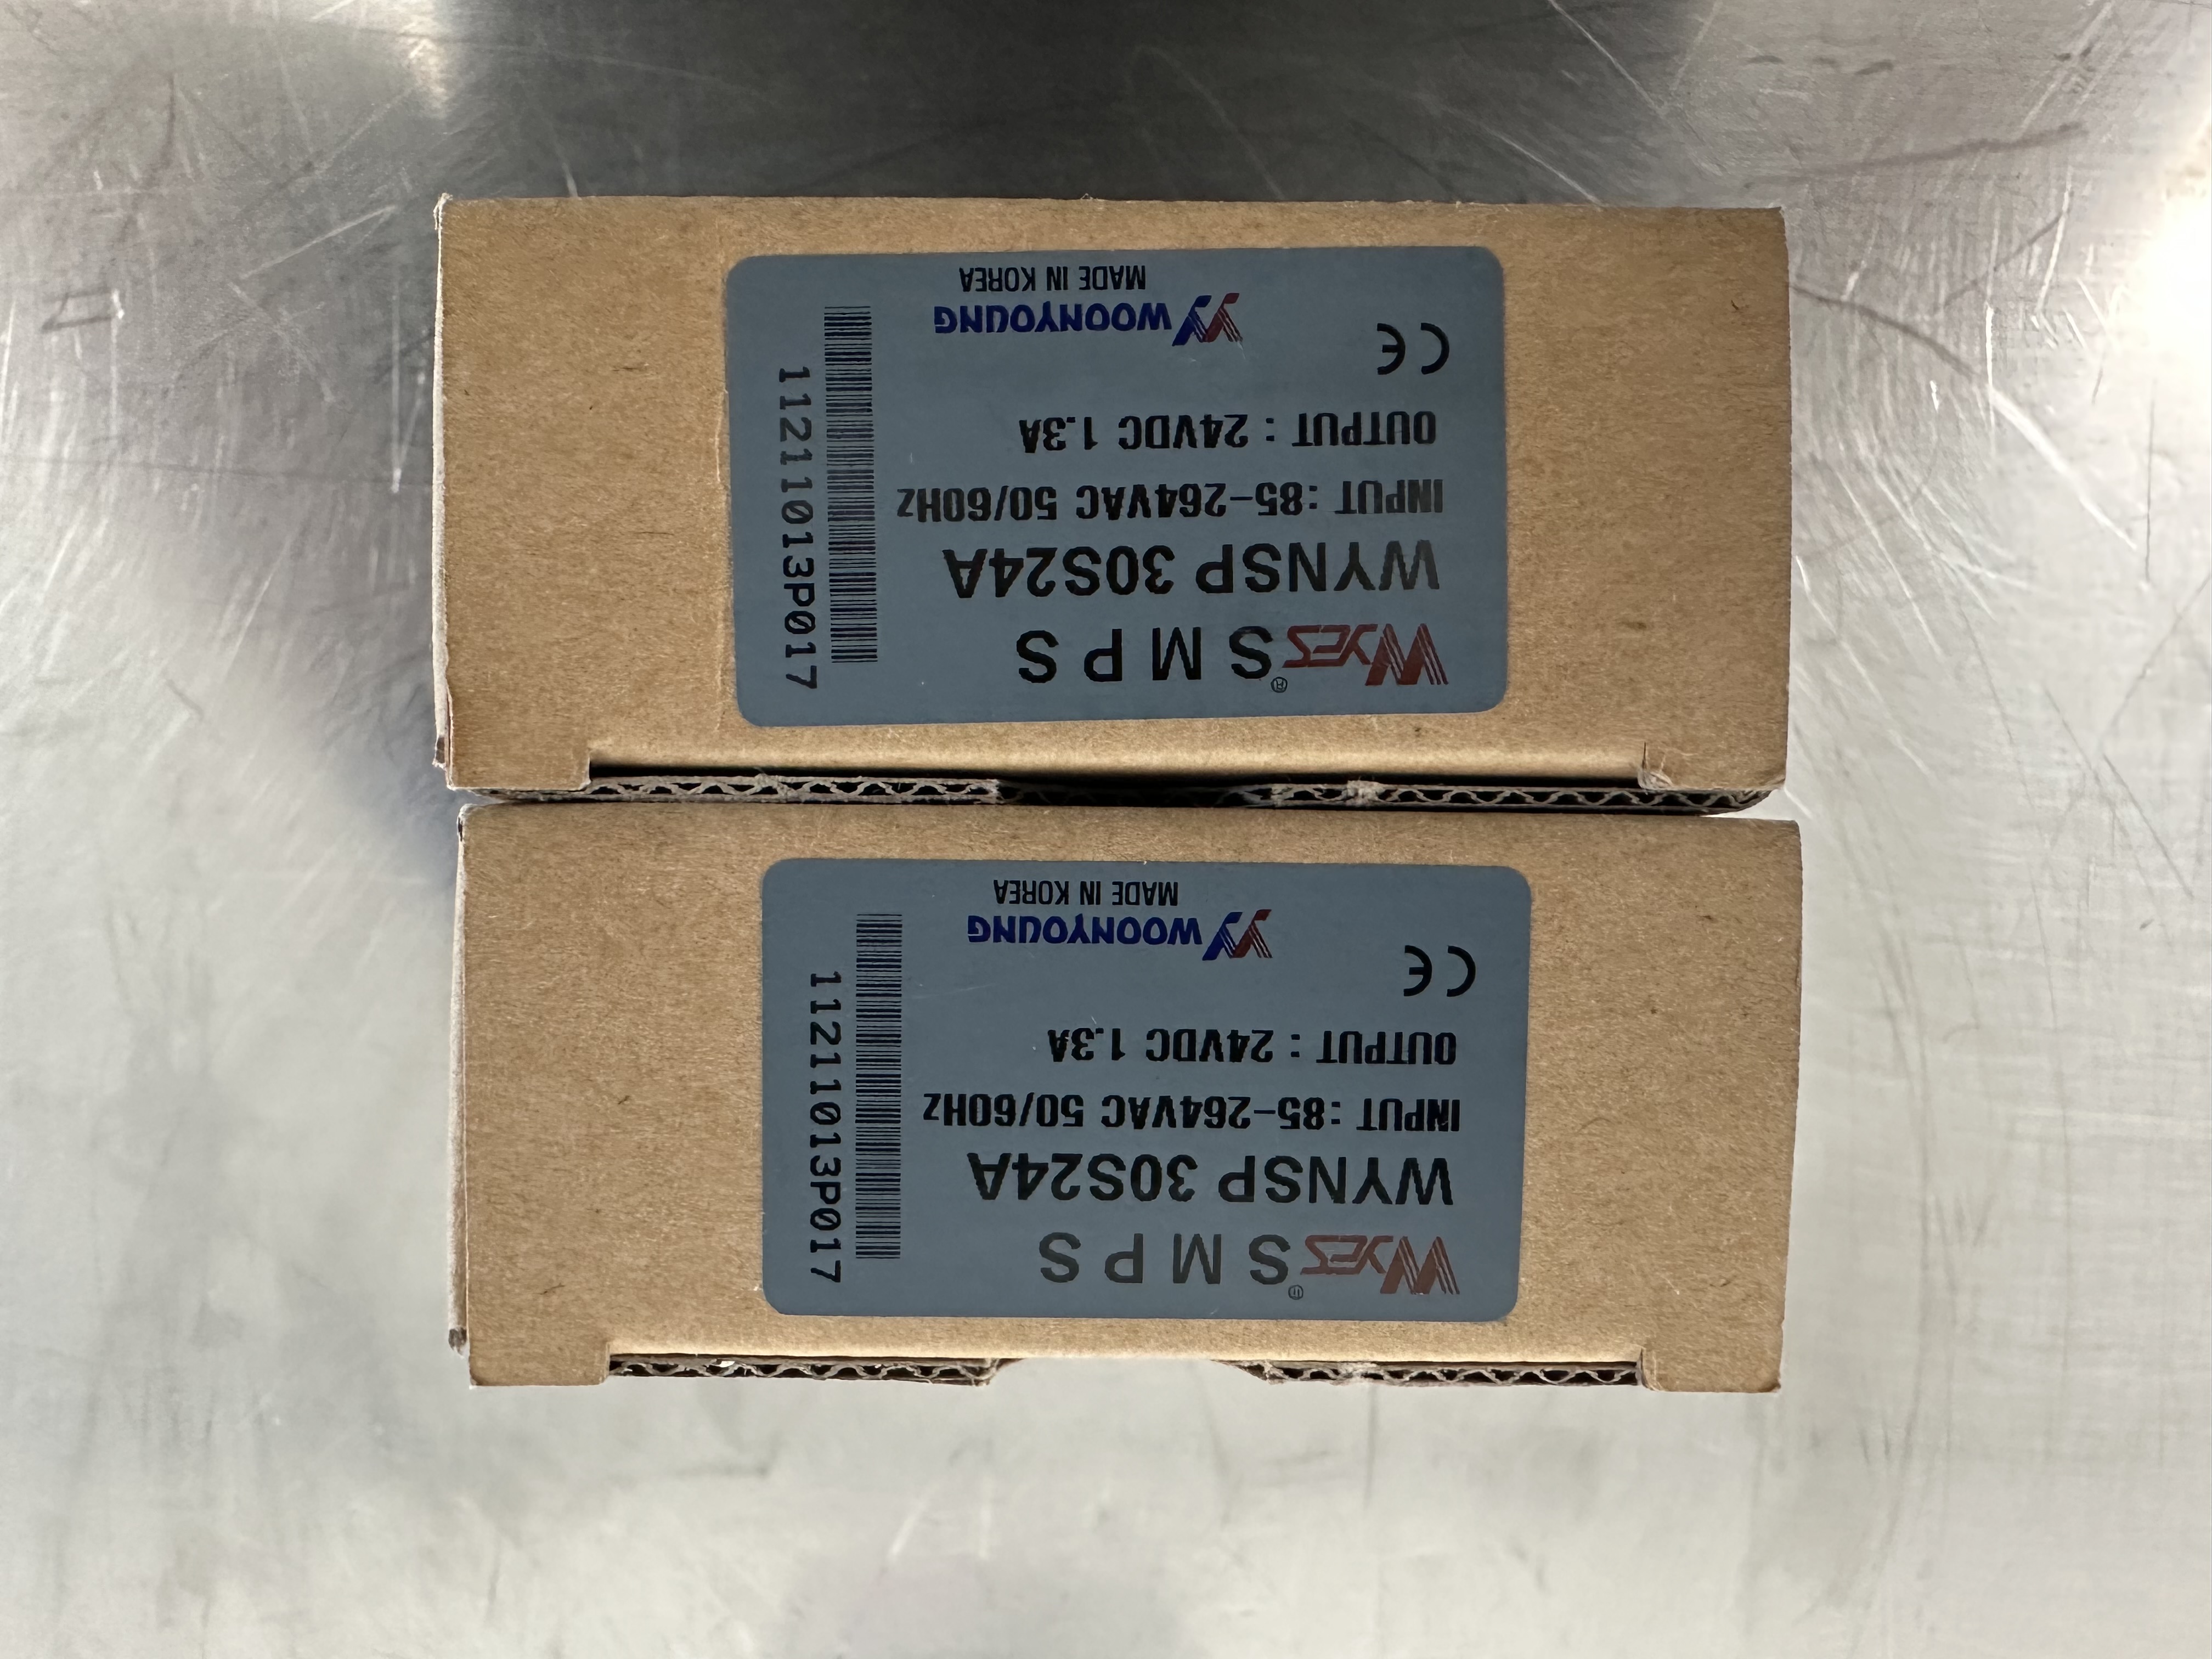 Wyes® SMPS
WYNSP 30S24A
INPUT :85-264VAC 50/60Hz
OUTPUT : 24VDC 1.3A
CE
WOONYOUNG
MADE IN KOREA
11211013P017
Wyes® SMPS
WYNSP 30S24A
INPUT :85-264VAC 50/60Hz
OUTPUT : 24VDC 1.3A
CE
WOONYOUNG
MADE IN KOREA
11211013P017